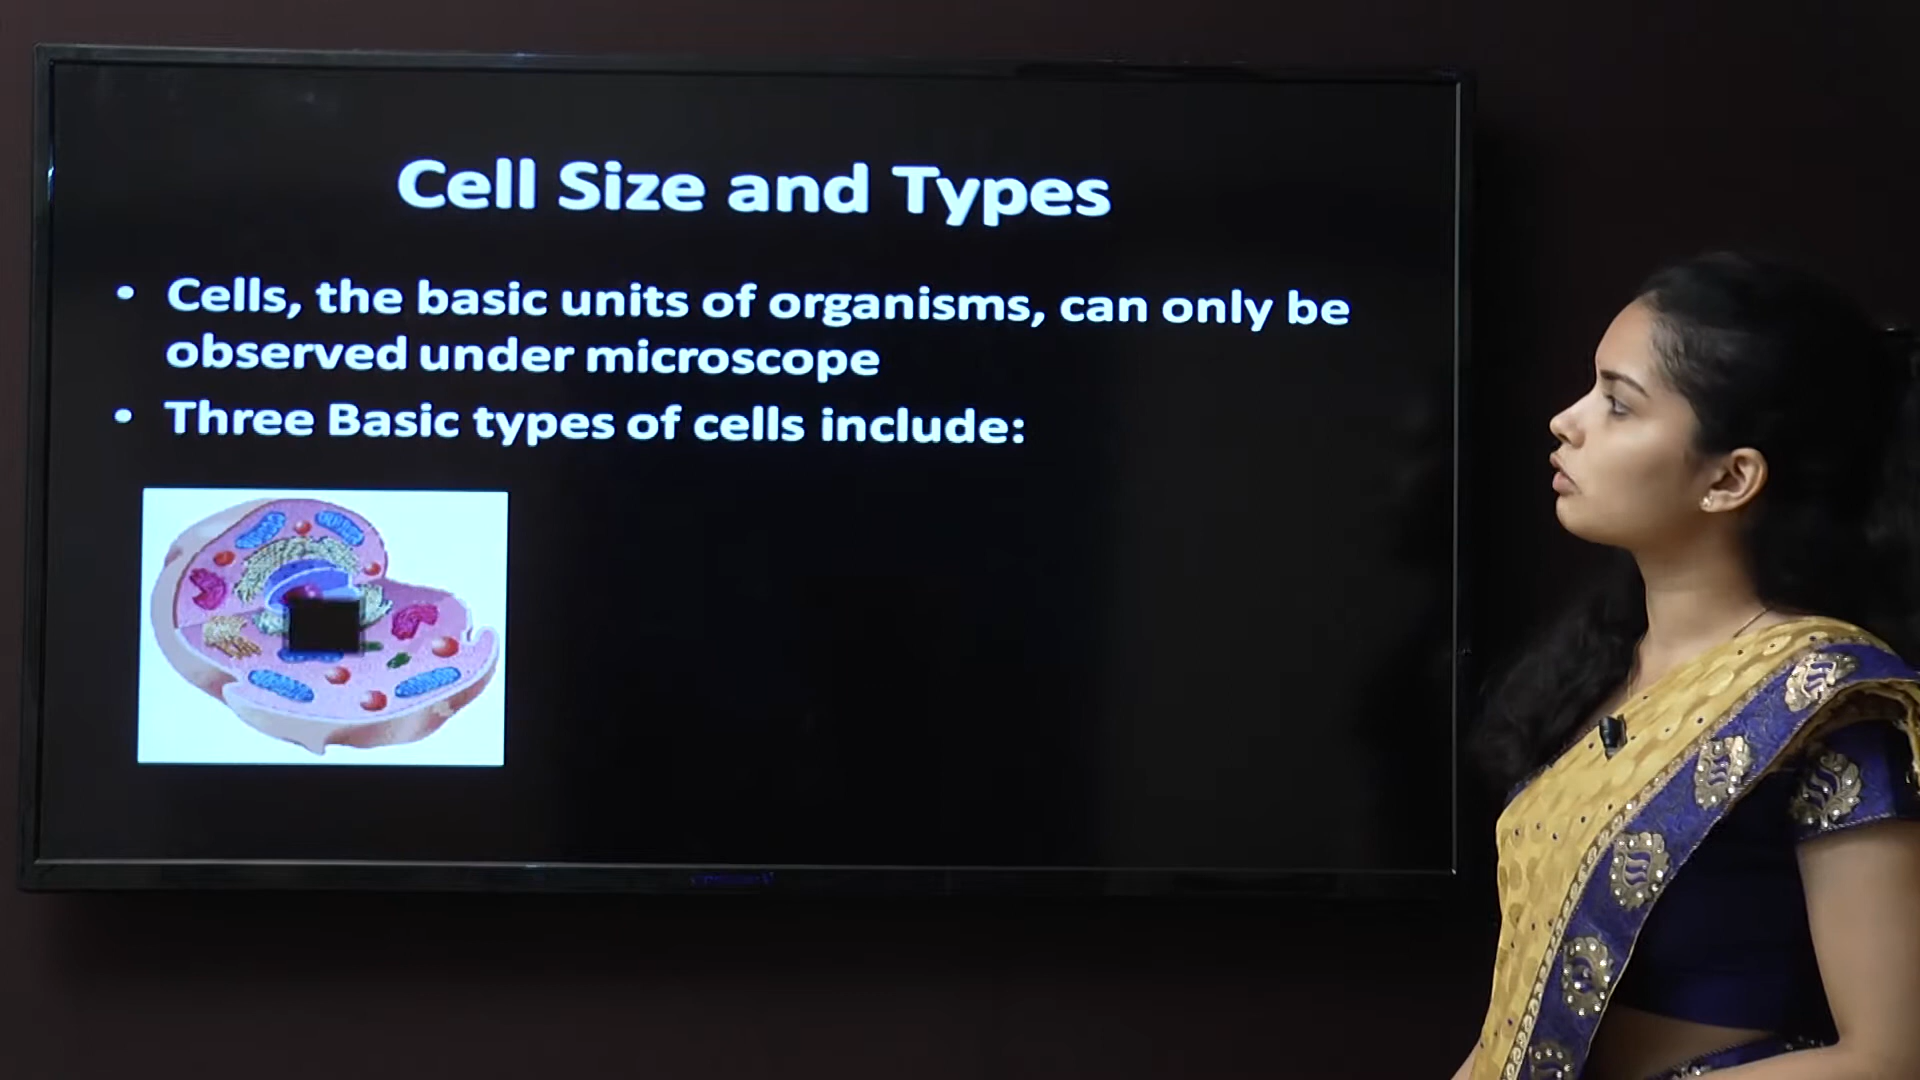 Cell Size and Types
• Cells, the basic units of organisms, can only be
observed under microscope
• Three Basic types of cells include: